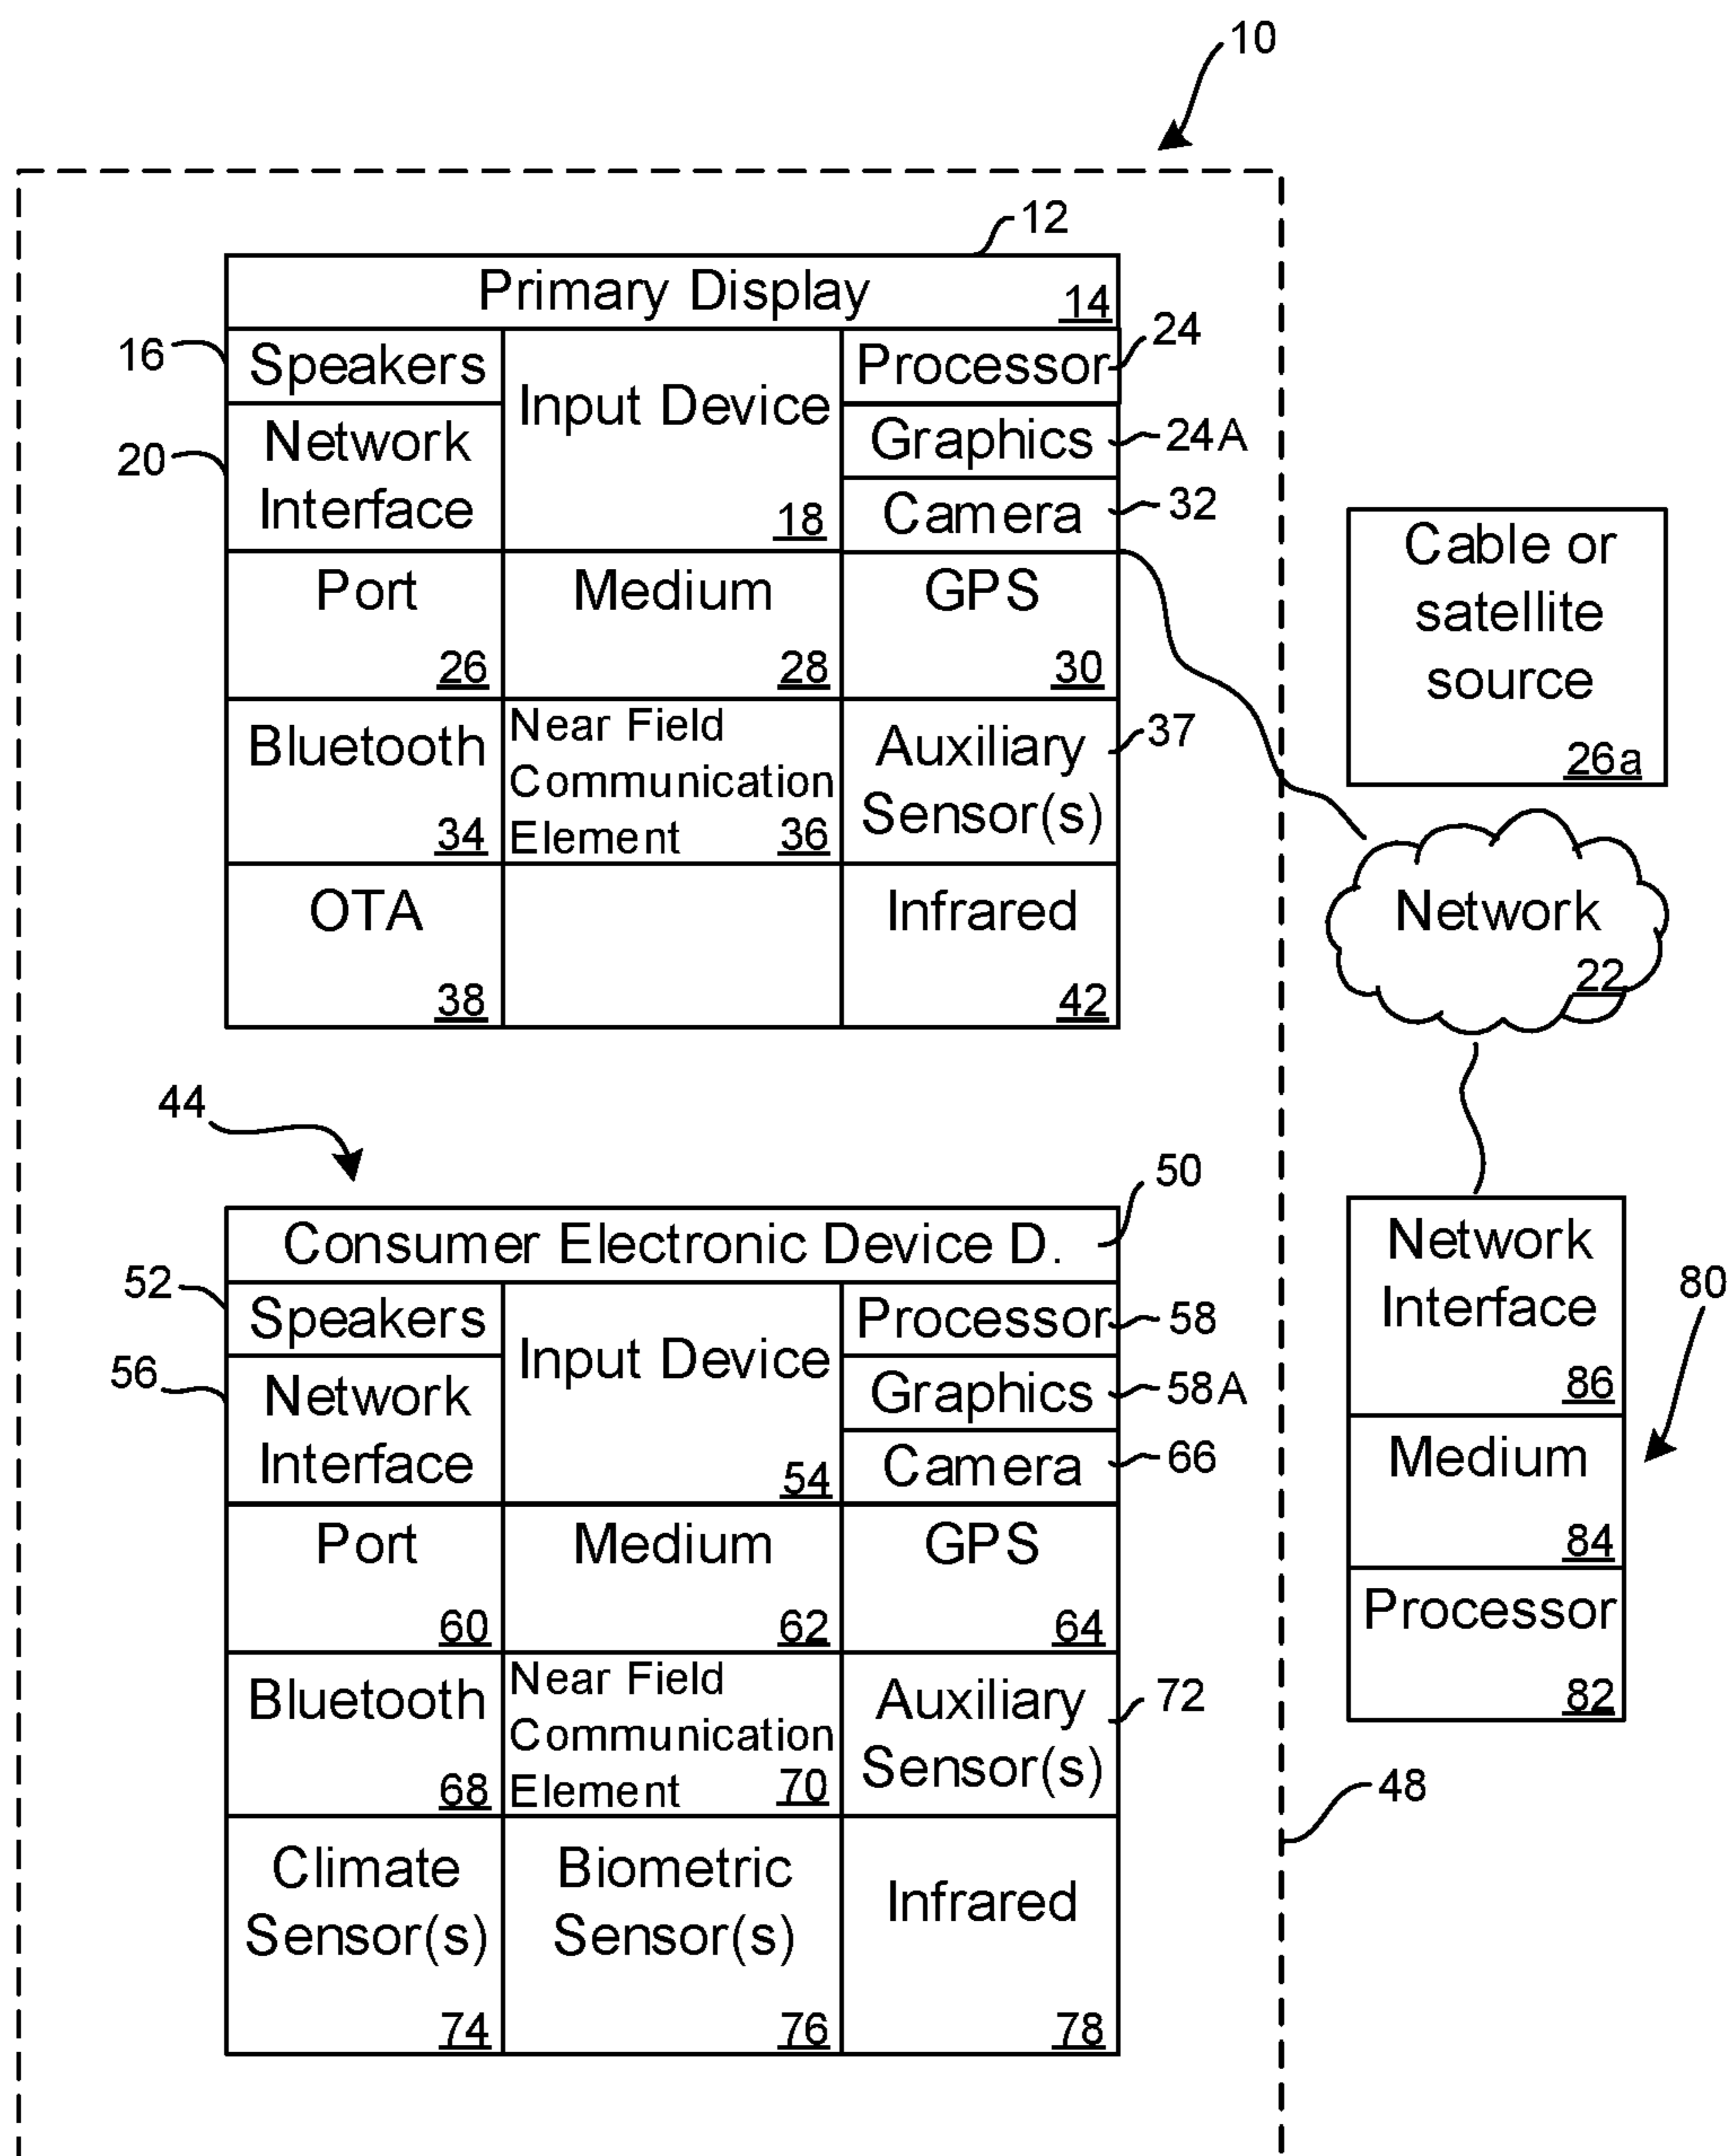 10
12
Primary Display
14
16
Speakers
Input Device
18
Processor
24
Graphics
24A
Camera
32
20
Network
Interface
Port
26
Medium
28
GPS
30
Bluetooth
34
Near Field
Communication
Element 36
Auxiliary
Sensor(s)
37
OTA
38
Infrared
42
Cable or
satellite
source
26a
Network
22
44
50
Consumer Electronic Device D.
52
Speakers
Input Device
54
Processor
58
Graphics
58A
Camera
66
56
Network
Interface
Port
60
Medium
62
GPS
64
Bluetooth
68
Near Field
Communication
Element 70
Auxiliary
Sensor(s)
72
Climate
Sensor(s)
74
Biometric
Sensor(s)
76
Infrared
78
Network
Interface
86
80
Medium
84
Processor
82
48